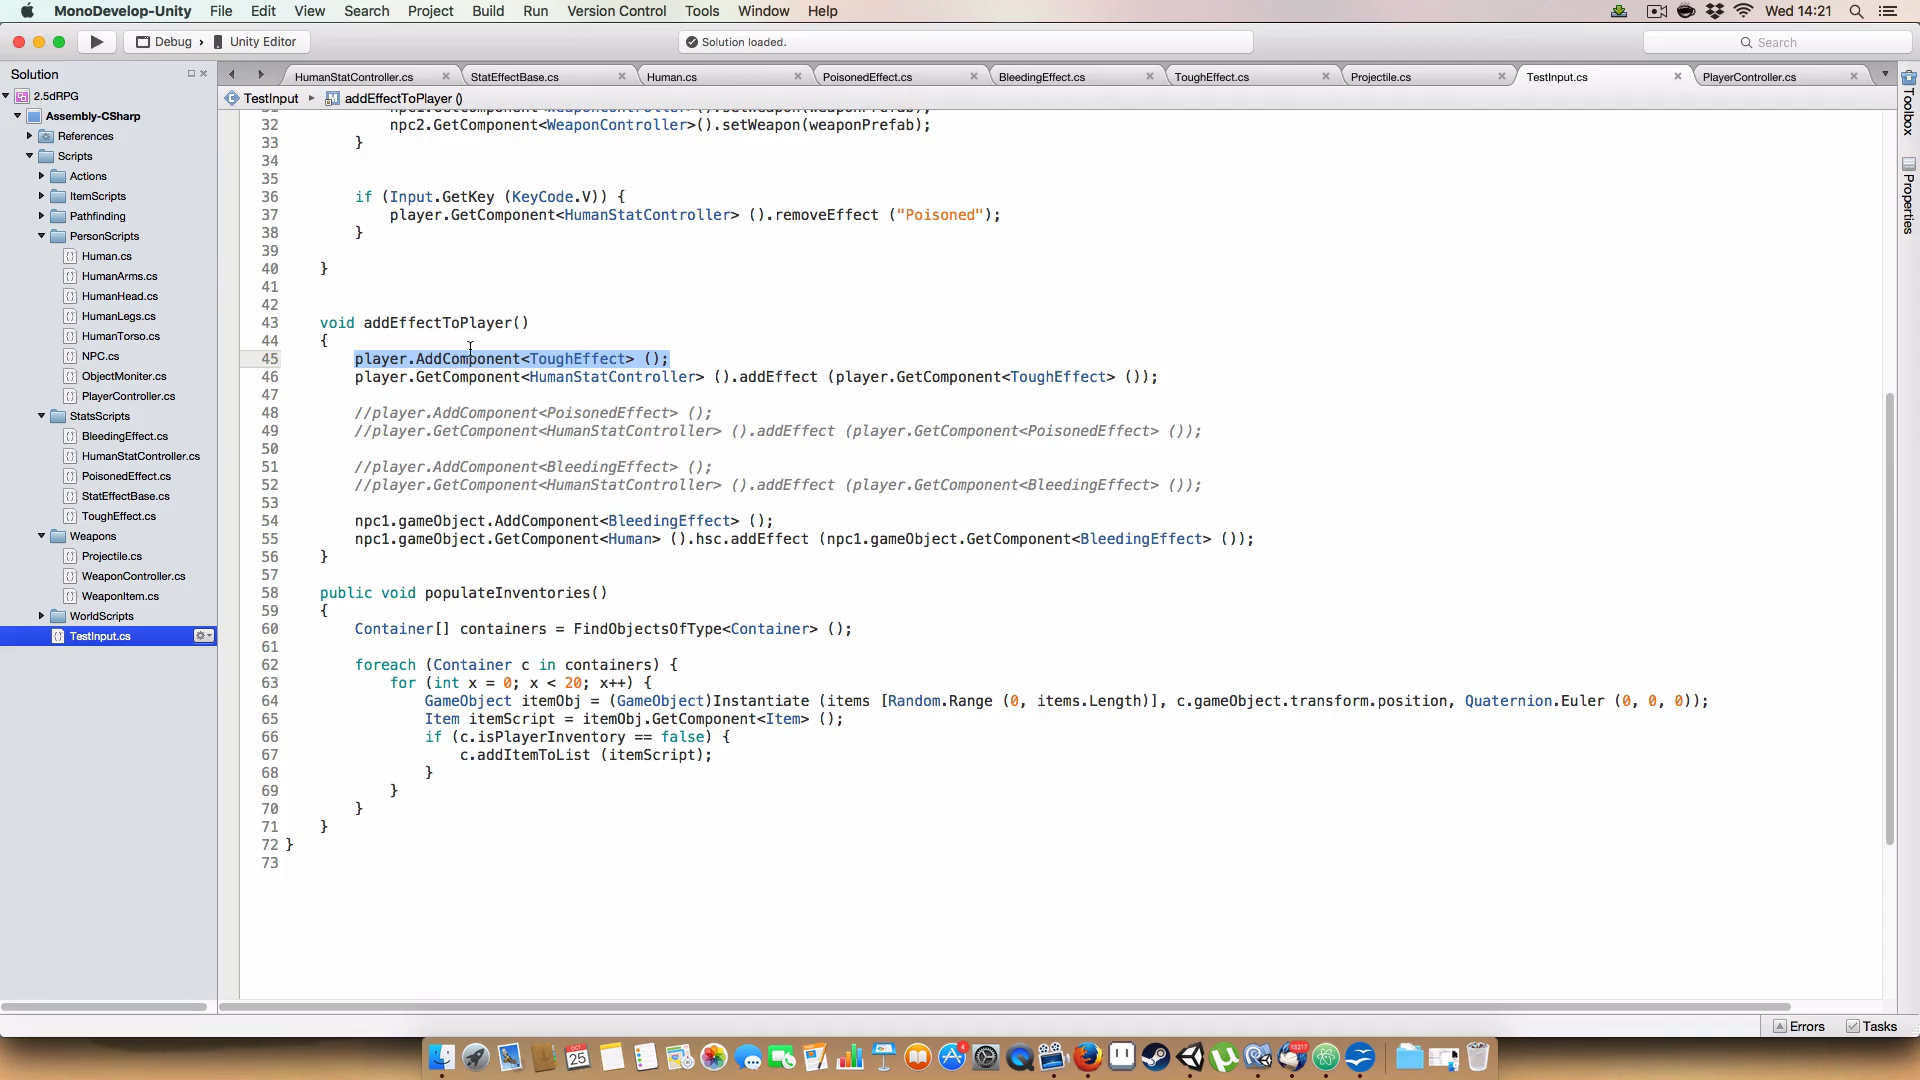 MonoDevelop-Unity File Edit View Search Project Build Run Version Control Tools Window Help Wed 14:21
Debug › Unity Editor
Solution loaded.
Search
Solution
2.5dRPG
Assembly-CSharp
References
Scripts
Actions
ItemScripts
Pathfinding
PersonScripts
Human.cs
HumanArms.cs
HumanHead.cs
HumanLegs.cs
HumanTorso.cs
NPC.cs
ObjectMoniter.cs
PlayerController.cs
StatsScripts
BleedingEffect.cs
HumanStatController.cs
PoisonedEffect.cs
StatEffectBase.cs
ToughEffect.cs
Weapons
Projectile.cs
WeaponController.cs
WeaponItem.cs
WorldScripts
TestInput.cs
HumanStatController.cs StatEffectBase.cs Human.cs PoisonedEffect.cs BleedingEffect.cs ToughEffect.cs Projectile.cs TestInput.cs PlayerController.cs
TestInput addEffectToPlayer ()
31 npc2.GetComponent<WeaponController>().setWeapon(weaponPrefab);
32 npc2.GetComponent<WeaponController>().setWeapon(weaponPrefab);
33 }
34
35
36 if (Input.GetKey (KeyCode.V)) {
37 player.GetComponent<HumanStatController> ().removeEffect ("Poisoned");
38 }
39
40 }
41
42
43 void addEffectToPlayer()
44 {
45 player.AddComponent<ToughEffect> ();
46 player.GetComponent<HumanStatController> ().addEffect (player.GetComponent<ToughEffect> ());
47
48 //player.AddComponent<PoisonedEffect> ();
49 //player.GetComponent<HumanStatController> ().addEffect (player.GetComponent<PoisonedEffect> ());
50
51 //player.AddComponent<BleedingEffect> ();
52 //player.GetComponent<HumanStatController> ().addEffect (player.GetComponent<BleedingEffect> ());
53
54 npc1.gameObject.AddComponent<BleedingEffect> ();
55 npc1.gameObject.GetComponent<Human> ().hsc.addEffect (npc1.gameObject.GetComponent<BleedingEffect> ());
56 }
57
58 public void populateInventories()
59 {
60 Container[] containers = FindObjectsOfType<Container> ();
61
62 foreach (Container c in containers) {
63 for (int x = 0; x < 20; x++) {
64 GameObject itemObj = (GameObject)Instantiate (items [Random.Range (0, items.Length)], c.gameObject.transform.position, Quaternion.Euler (0, 0, 0));
65 Item itemScript = itemObj.GetComponent<Item> ();
66 if (c.isPlayerInventory == false) {
67 c.addItemToList (itemScript);
68 }
69 }
70 }
71 }
72 }
73
Toolbox
Properties
Errors Tasks
25